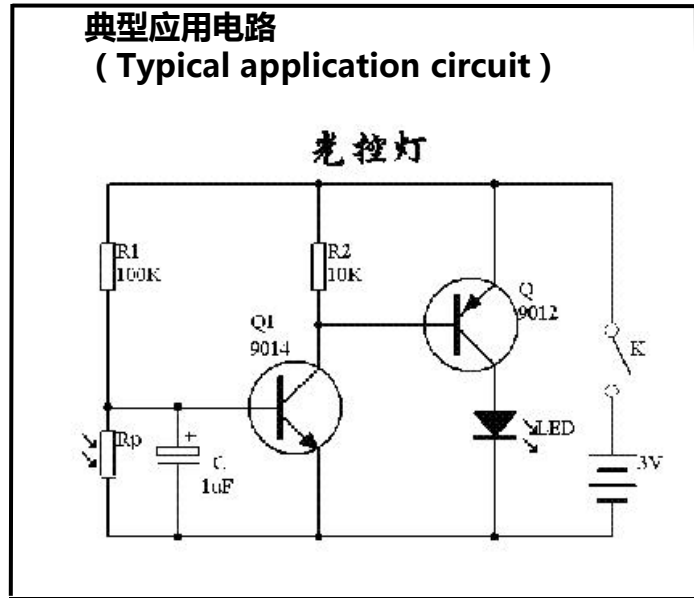 典型应用电路
（Typical application circuit）
光控灯
R1
100K
R2
10K
Q
9012
Q1
9014
K
Rp
+
C
1uF
LED
3V